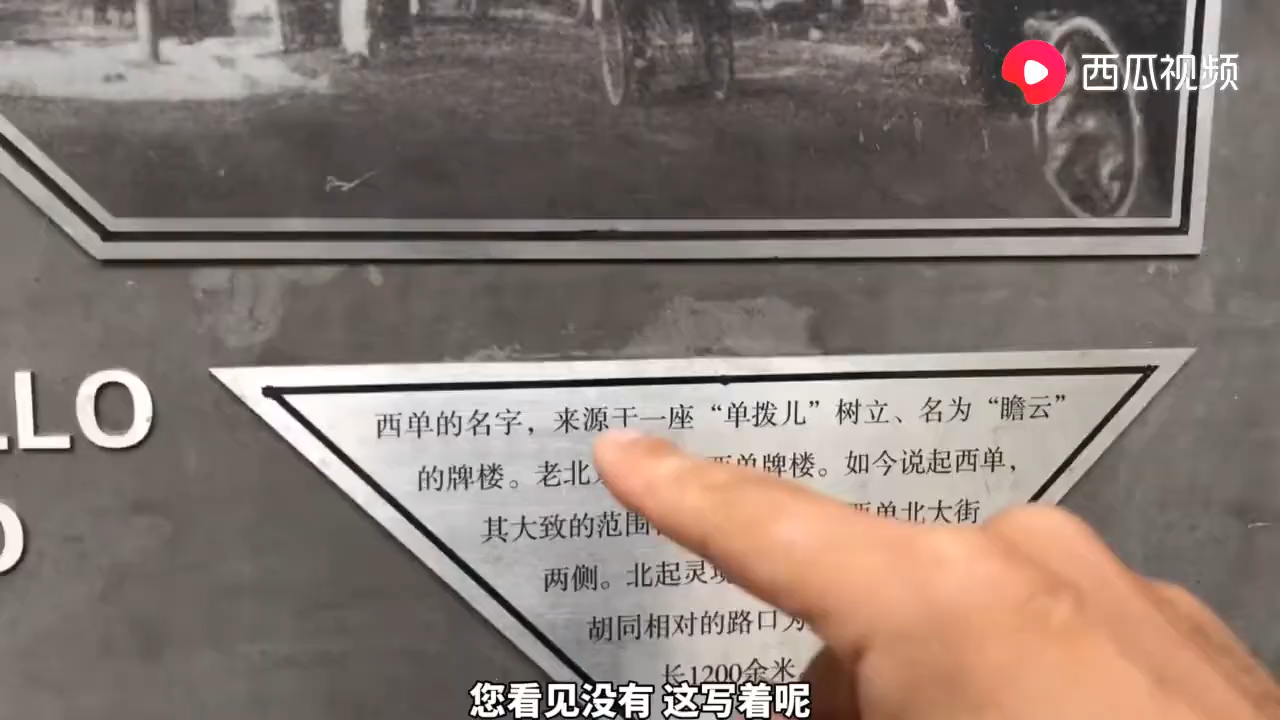 西瓜视频
LLO
O
西单的名字，来源于一座“单拨儿”树立、名为“瞻云”
的牌楼。老北 西单牌楼。如今说起西单，
其大致的范围 西单北大街
两侧。北起灵
胡同相对的路口为
长1200余米
您看见没有 这写着呢